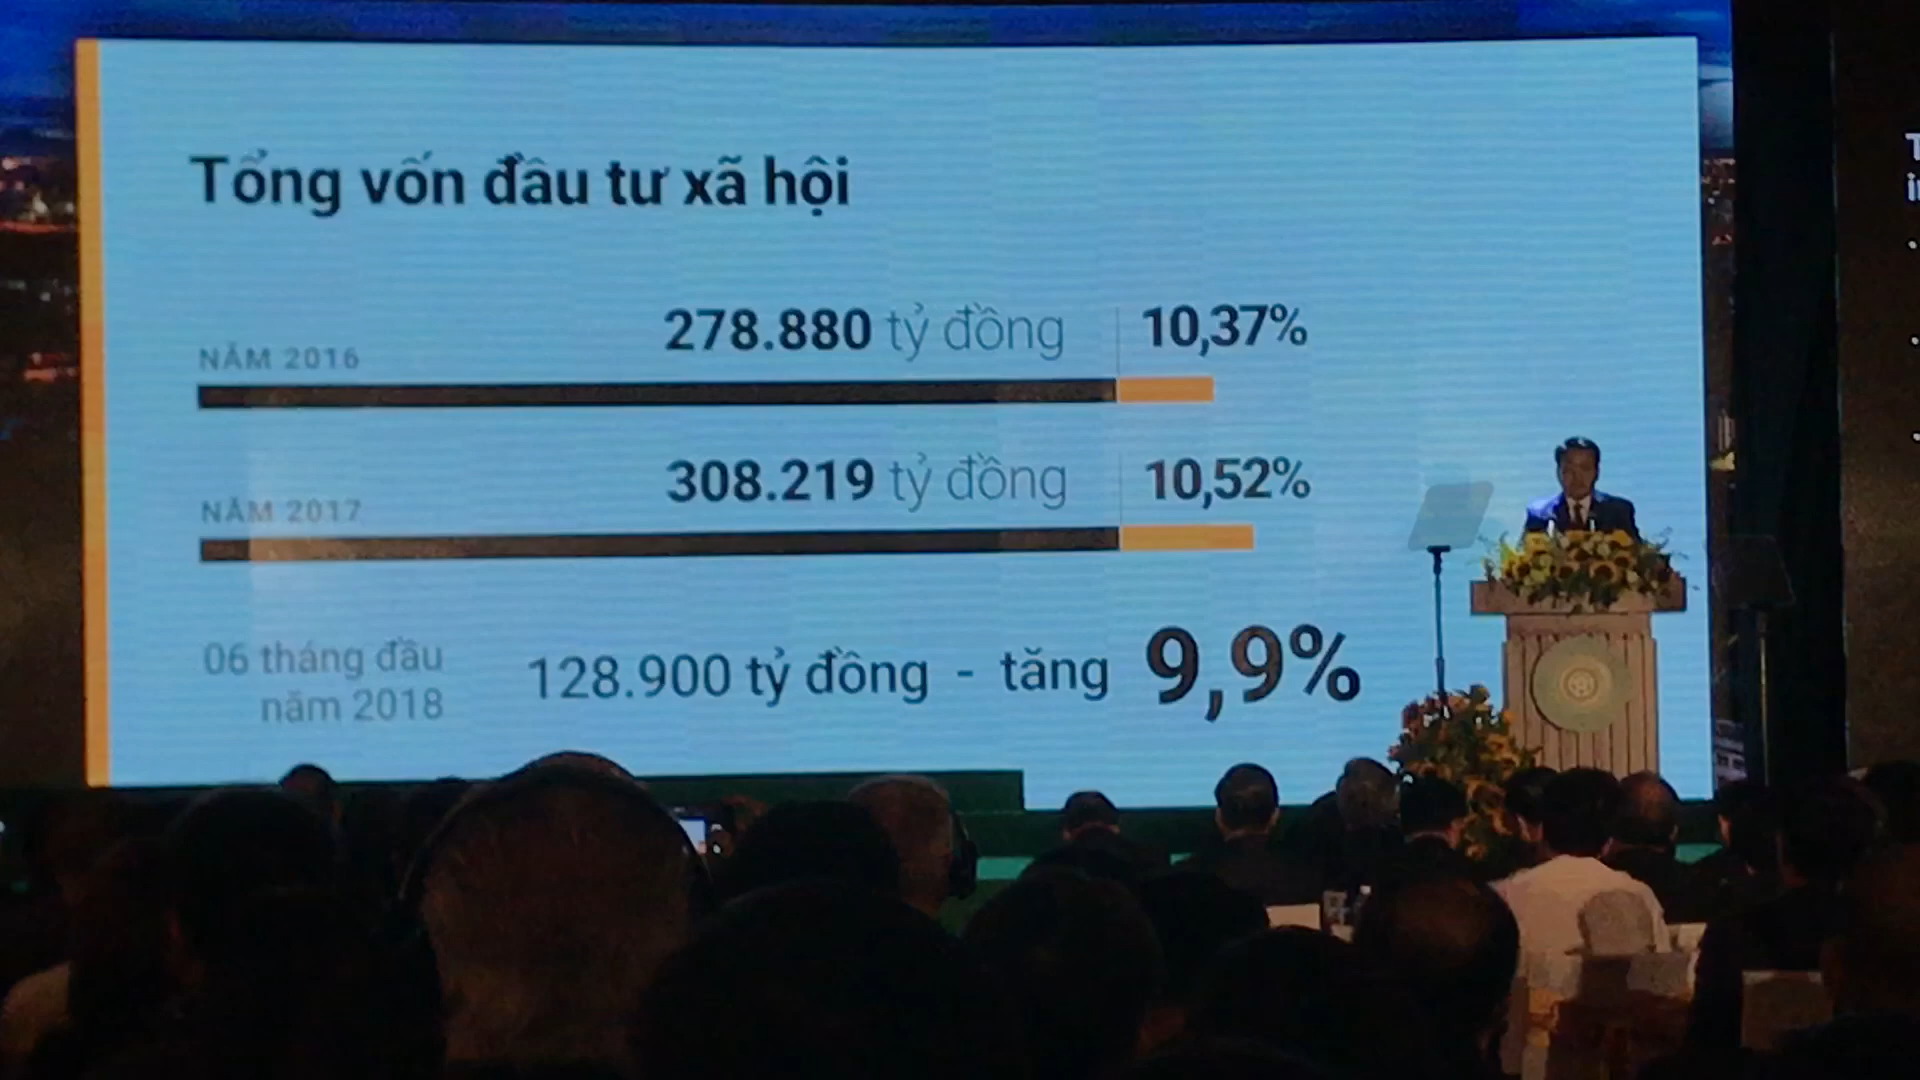 Tổng vốn đầu tư xã hội
278.880 tỷ đồng 10,37%
NĂM 2016
308.219 tỷ đồng 10,52%
NĂM 2017
06 tháng đầu
năm 2018
128.900 tỷ đồng - tăng 9,9%